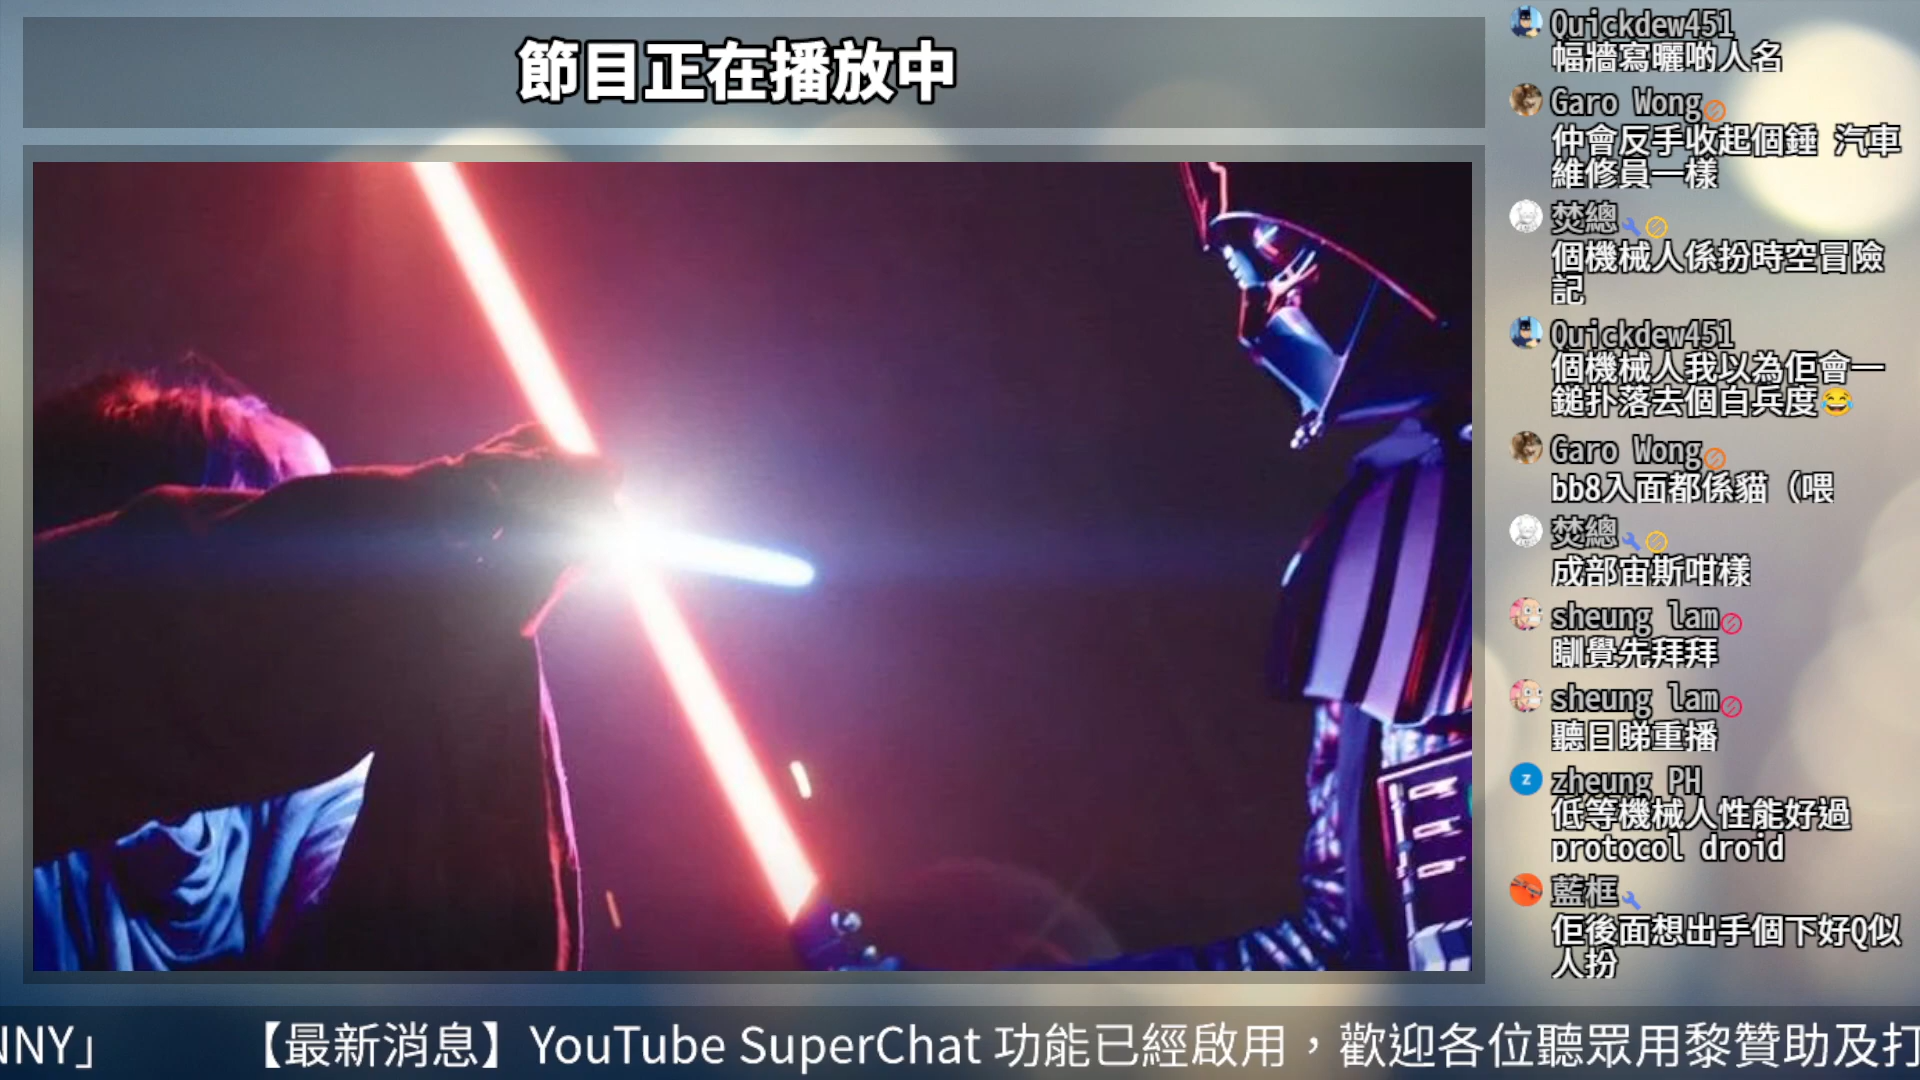 節目正在播放中
Quickdew451
幅牆寫曬啲人名
Garo Wong
仲會反手收起個錘 汽車
維修員一樣
焚總
個機械人係扮時空冒險
記
Quickdew451
個機械人我以為佢會一
鎚扑落去個白兵度😂
Garo Wong
bb8入面都係貓（喂
焚總
成部宙斯咁樣
sheung lam
瞓覺先拜拜
sheung lam
聽日睇重播
z
zheung PH
低等機械人性能好過
protocol droid
藍框
佢後面想出手個下好Q似
人扮
NNY」 【最新消息】YouTube SuperChat 功能已經啟用，歡迎各位聽眾用黎贊助及打